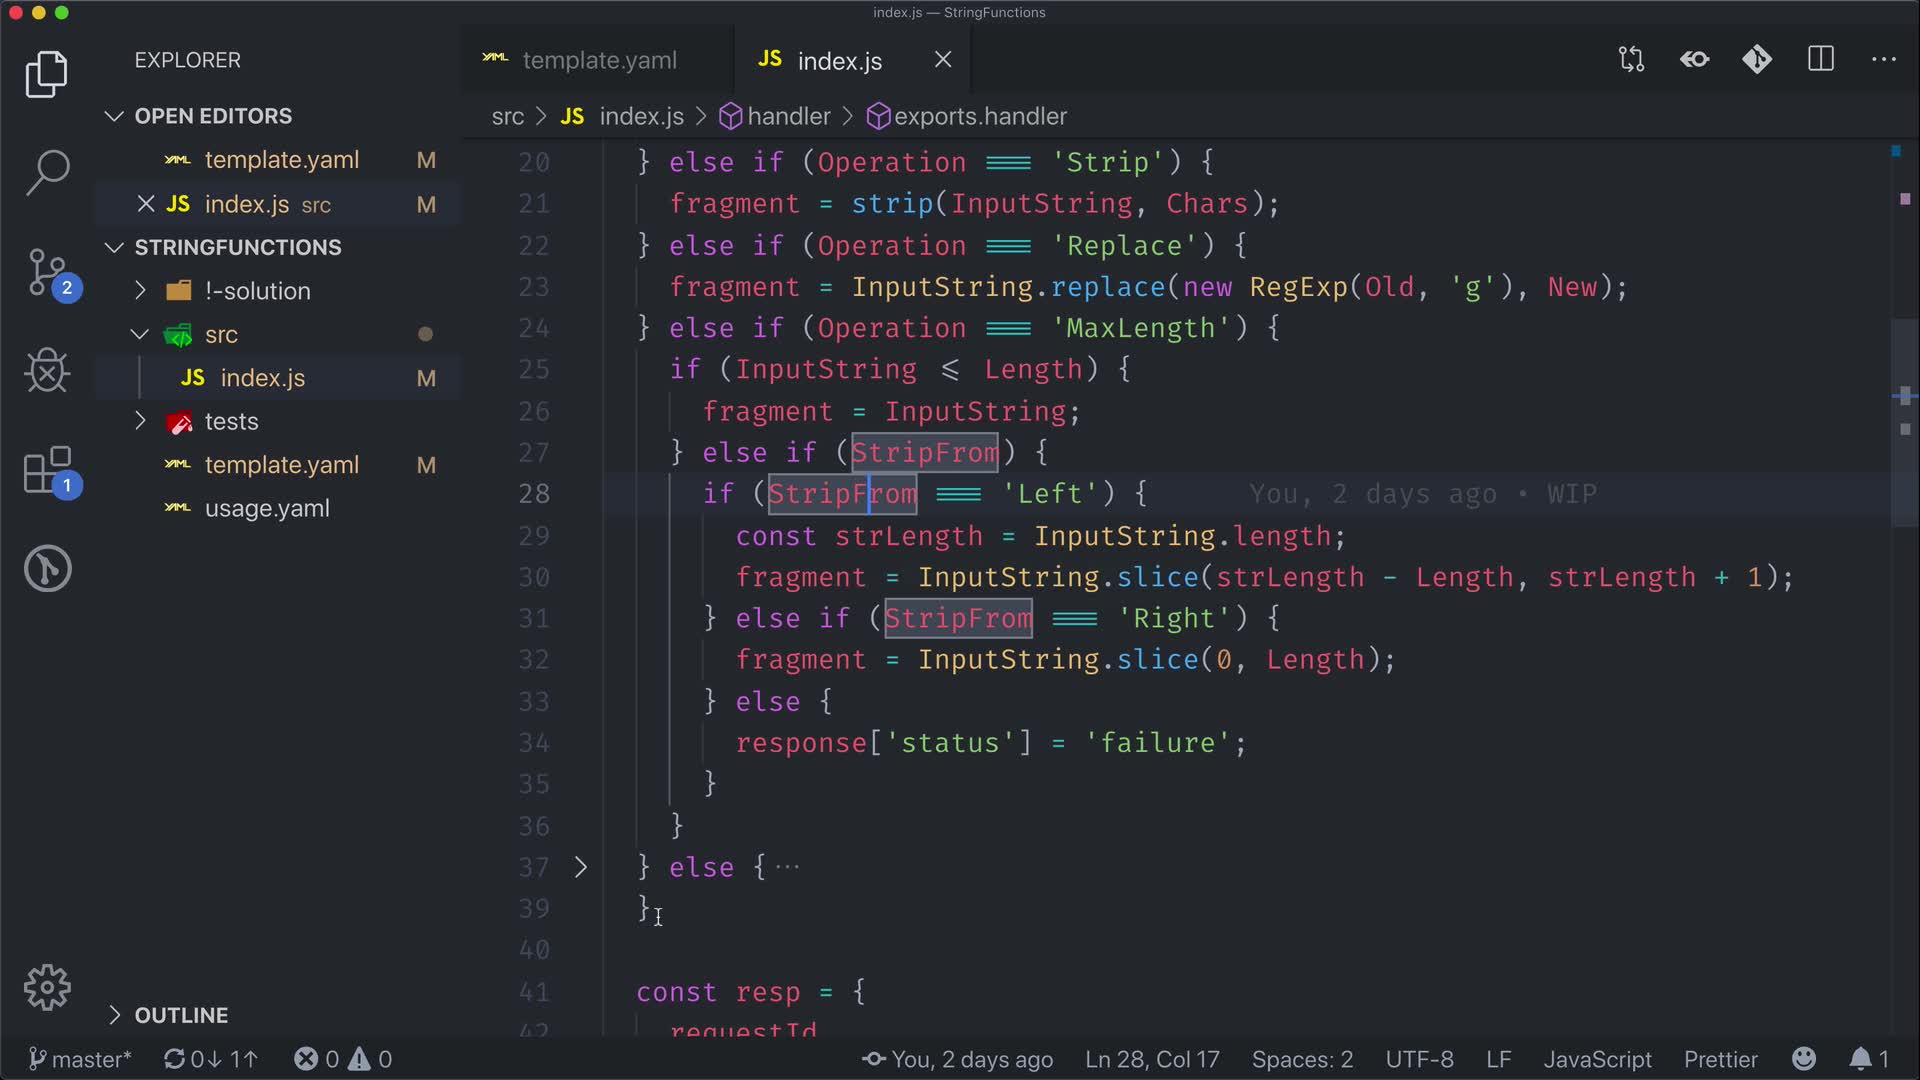 index.js — StringFunctions
EXPLORER
OPEN EDITORS
YAML template.yaml M
JS index.js src M
STRINGFUNCTIONS
!-solution
src
JS index.js M
tests
YAML template.yaml M
YAML usage.yaml
OUTLINE
2
1
YAML template.yaml
JS index.js
src > JS index.js > handler > exports.handler
20 } else if (Operation === 'Strip') {
21 fragment = strip(InputString, Chars);
22 } else if (Operation === 'Replace') {
23 fragment = InputString.replace(new RegExp(Old, 'g'), New);
24 } else if (Operation === 'MaxLength') {
25 if (InputString <= Length) {
26 fragment = InputString;
27 } else if (StripFrom) {
28 if (StripFrom === 'Left') { You, 2 days ago • WIP
29 const strLength = InputString.length;
30 fragment = InputString.slice(strLength - Length, strLength + 1);
31 } else if (StripFrom === 'Right') {
32 fragment = InputString.slice(0, Length);
33 } else {
34 response['status'] = 'failure';
35 }
36 }
37 } else {···
39 }
40
41 const resp = {
42 requestId
master* 0↓ 1↑ 0 0 You, 2 days ago Ln 28, Col 17 Spaces: 2 UTF-8 LF JavaScript Prettier 1